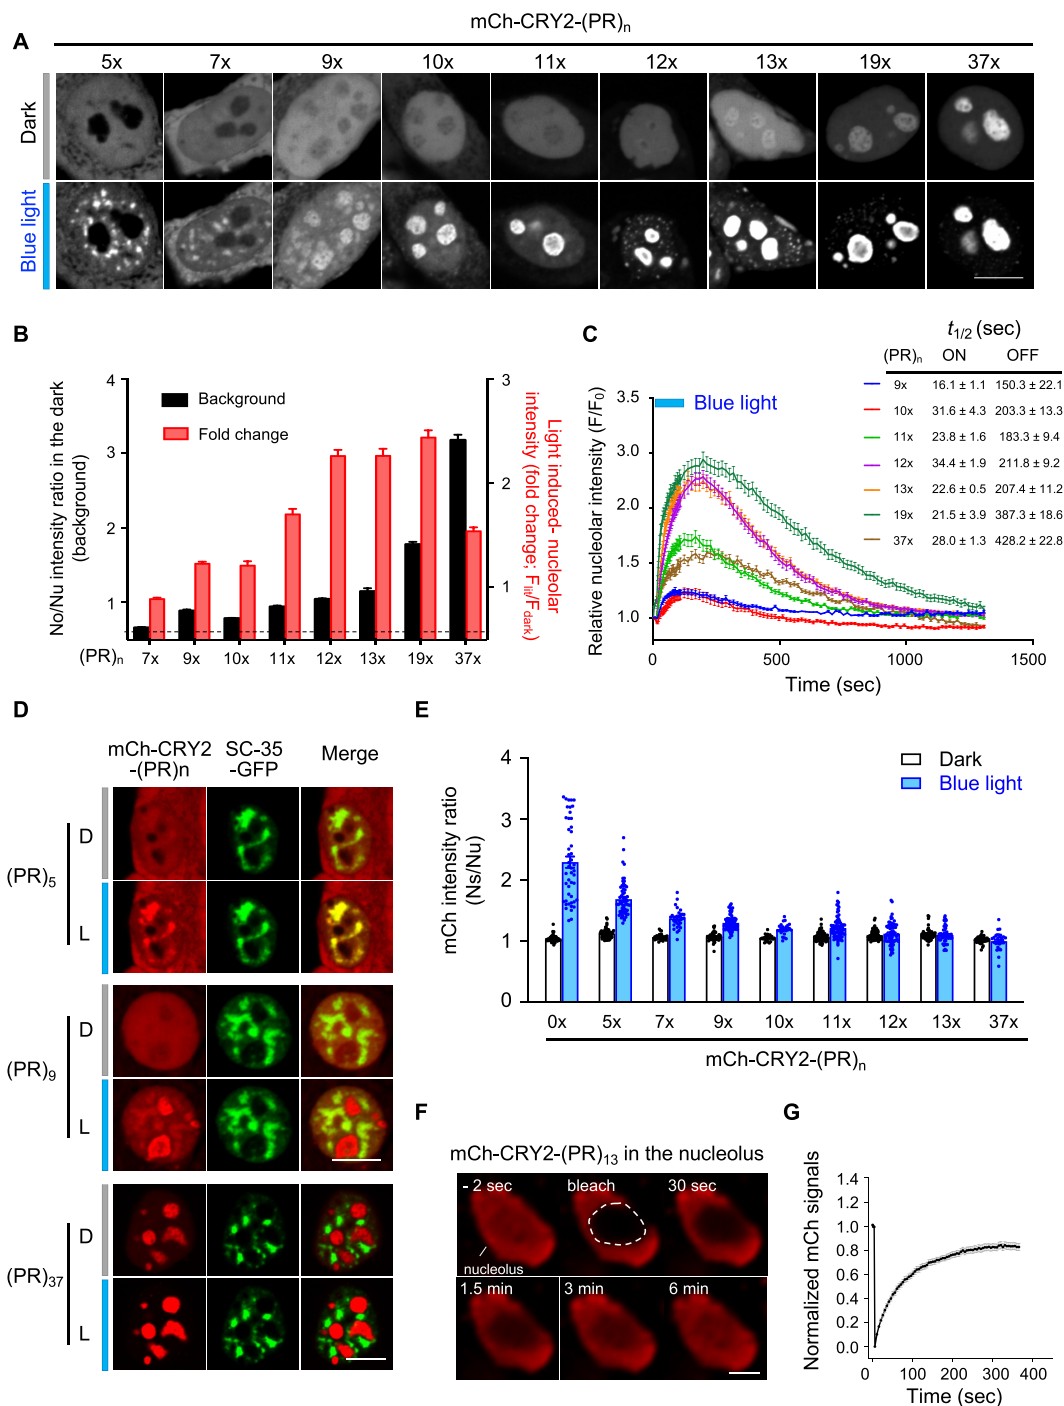 mCh-CRY2-(PR)n
A
5x 7x 9x 10x 11x 12x 13x 19x 37x
Dark
Blue light
B
No/Nu intensity ratio in the dark
(background)
4
3
2
1
Background
Fold change
3
2
1
Light induced- nucleolar
intensity (fold change; Flit/Fdark)
(PR)n 7x 9x 10x 11x 12x 13x 19x 37x
C
t1/2 (sec)
(PR)n ON OFF
9x 16.1 ± 1.1 150.3 ± 22.1
10x 31.6 ± 4.3 203.3 ± 13.3
11x 23.8 ± 1.6 183.3 ± 9.4
12x 34.4 ± 1.9 211.8 ± 9.2
13x 22.6 ± 0.5 207.4 ± 11.2
19x 21.5 ± 3.9 387.3 ± 18.6
37x 28.0 ± 1.3 428.2 ± 22.8
Blue light
Relative nucleolar intensity (F/F0)
3.5
3.0
2.5
2.0
1.5
1.0
0.5
0 500 1000 1500
Time (sec)
D
mCh-CRY2
-(PR)n
SC-35
-GFP
Merge
(PR)5
D
L
(PR)9
D
L
(PR)37
D
L
E
mCh intensity ratio
(Ns/Nu)
4
3
2
1
0
Dark
Blue light
0x 5x 7x 9x 10x 11x 12x 13x 37x
mCh-CRY2-(PR)n
F
mCh-CRY2-(PR)13 in the nucleolus
- 2 sec bleach 30 sec
nucleolus
1.5 min 3 min 6 min
G
Normalized mCh signals
1.4
1.2
1.0
0.8
0.6
0.4
0.2
0.0
0 100 200 300 400
Time (sec)